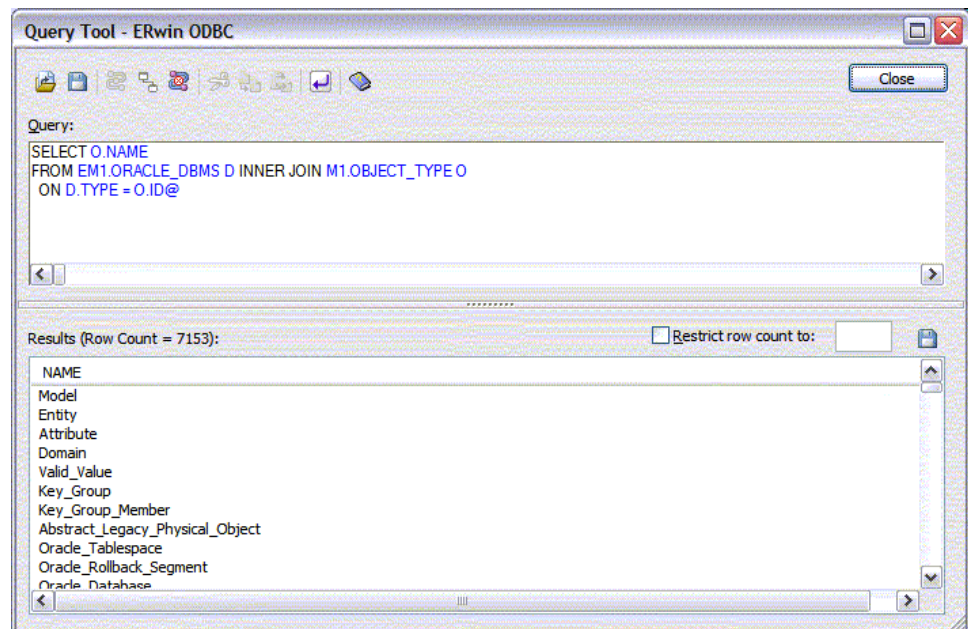 Query Tool - ERwin ODBC
Close
Query:
SELECT O.NAME
FROM EM1.ORACLE_DBMS D INNER JOIN M1.OBJECT_TYPE O
ON D.TYPE = O.ID@
Results (Row Count = 7153):
Restrict row count to:
NAME
Model
Entity
Attribute
Domain
Valid_Value
Key_Group
Key_Group_Member
Abstract_Legacy_Physical_Object
Oracle_Tablespace
Oracle_Rollback_Segment
Oracle_Database